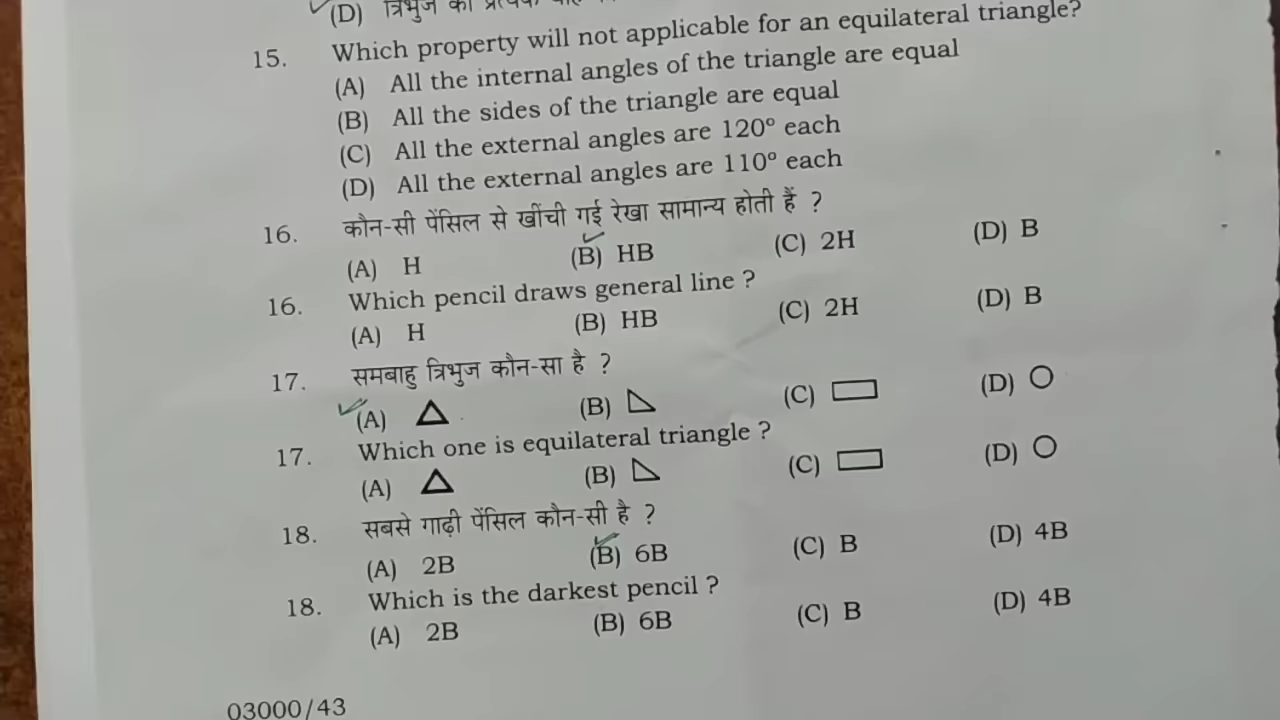 (D) त्रिभुज की प्रत्येक
15. Which property will not applicable for an equilateral triangle?
(A) All the internal angles of the triangle are equal
(B) All the sides of the triangle are equal
(C) All the external angles are 120° each
(D) All the external angles are 110° each
16. कौन-सी पेंसिल से खींची गई रेखा सामान्य होती हैं ?
(A) H (B) HB (C) 2H (D) B
16. Which pencil draws general line ?
(A) H (B) HB (C) 2H (D) B
17. समबाहु त्रिभुज कौन-सा है ?
(A) (B) (C) (D)
17. Which one is equilateral triangle ?
(A) (B) (C) (D)
18. सबसे गाढ़ी पेंसिल कौन-सी है ?
(A) 2B (B) 6B (C) B (D) 4B
18. Which is the darkest pencil ?
(A) 2B (B) 6B (C) B (D) 4B
03000/43